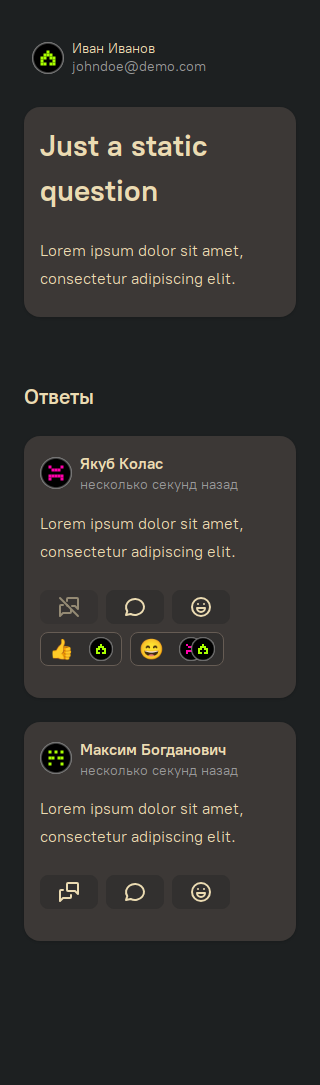 Иван Иванов
johndoe@demo.com
Just a static
question
Lorem ipsum dolor sit amet,
consectetur adipiscing elit.
Ответы
Якуб Колас
несколько секунд назад
Lorem ipsum dolor sit amet,
consectetur adipiscing elit.
Максим Богданович
несколько секунд назад
Lorem ipsum dolor sit amet,
consectetur adipiscing elit.